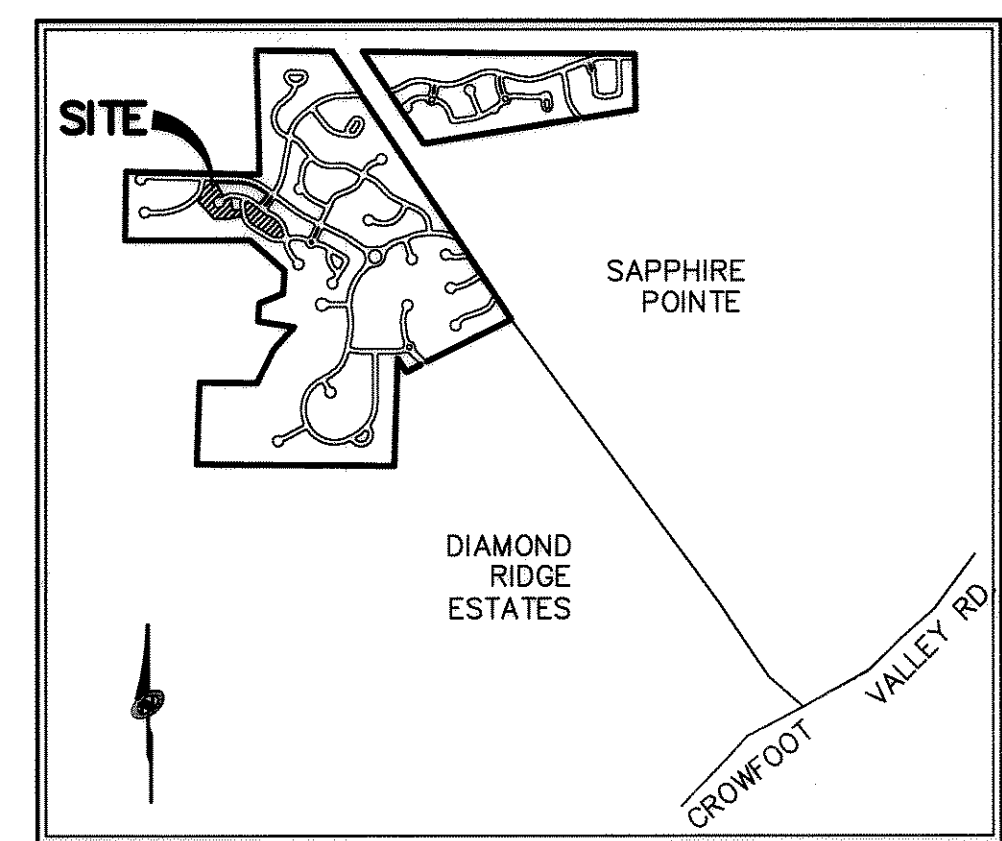 SITE
SAPPHIRE
POINTE
DIAMOND
RIDGE
ESTATES
CROWFOOT VALLEY RD